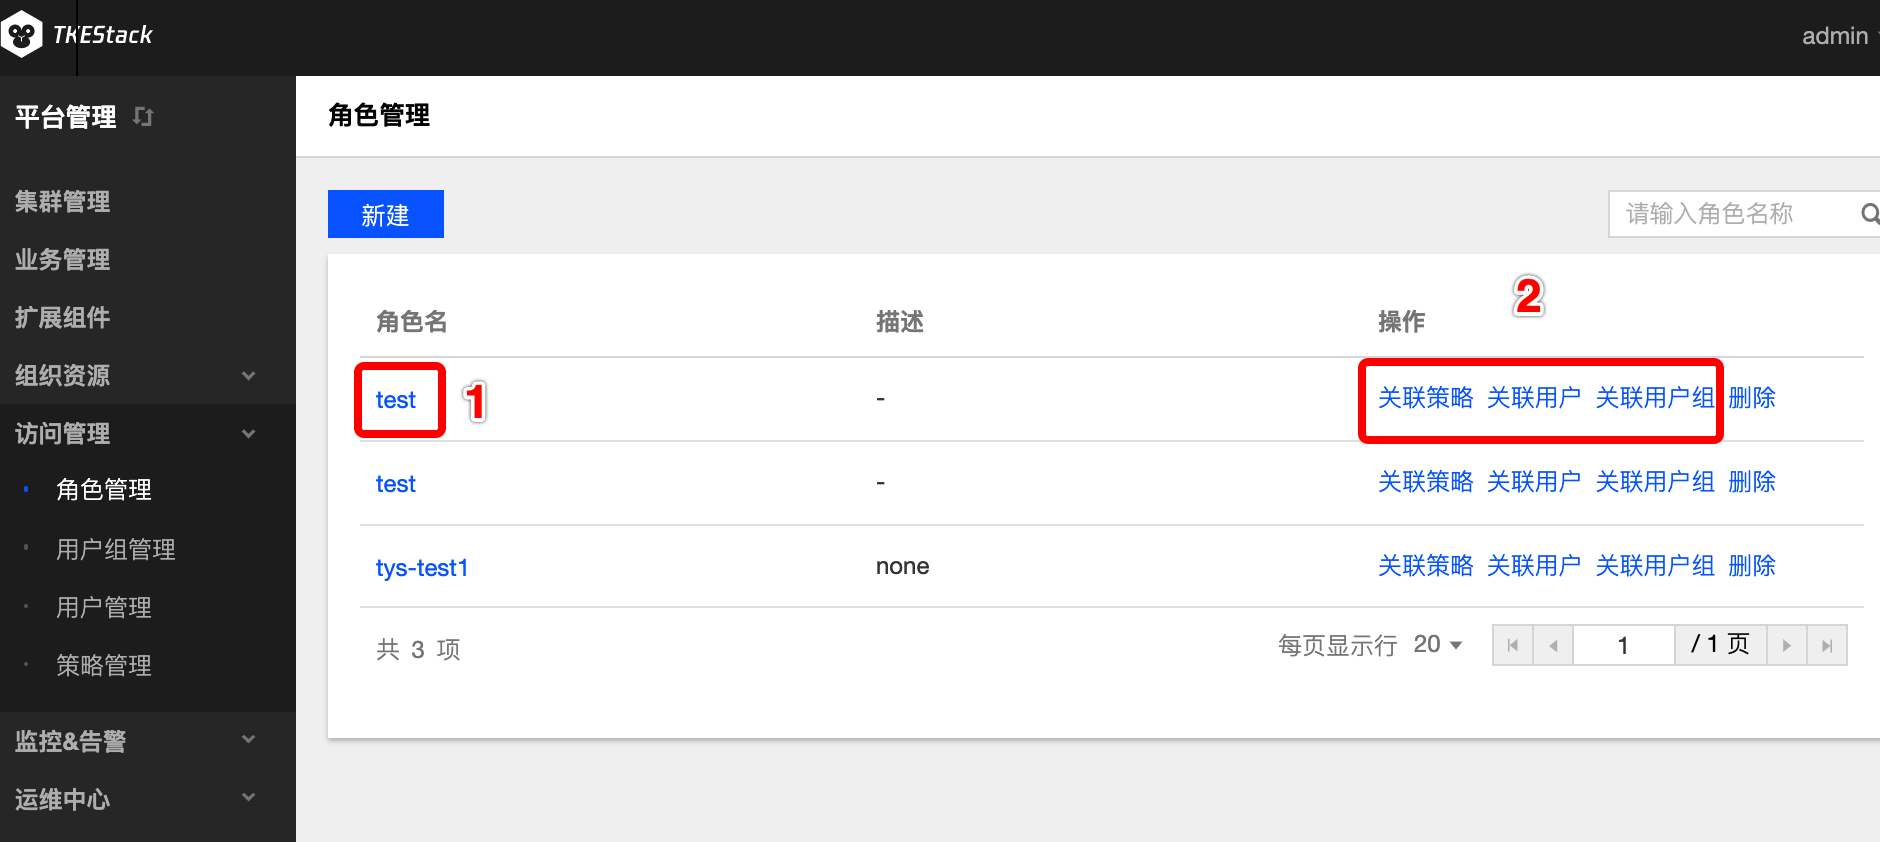 TKEStack
admin
平台管理
角色管理
集群管理
业务管理
扩展组件
组织资源
访问管理
角色管理
用户组管理
用户管理
策略管理
监控&告警
运维中心
新建
请输入角色名称
2
角色名 描述 操作
test 1 - 关联策略 关联用户 关联用户组 删除
test - 关联策略 关联用户 关联用户组 删除
tys-test1 none 关联策略 关联用户 关联用户组 删除
共 3 项 每页显示行 20 1 / 1 页